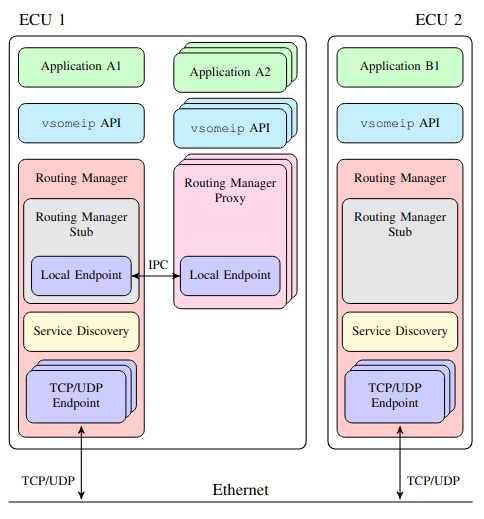 ECU 1
ECU 2
Application A1
Application A2
Application B1
vsomeip API
vsomeip API
vsomeip API
Routing Manager
Routing Manager
Proxy
Routing Manager
Routing Manager
Stub
Routing Manager
Stub
Local Endpoint
IPC
Local Endpoint
Service Discovery
Service Discovery
TCP/UDP
Endpoint
TCP/UDP
Endpoint
TCP/UDP
TCP/UDP
Ethernet